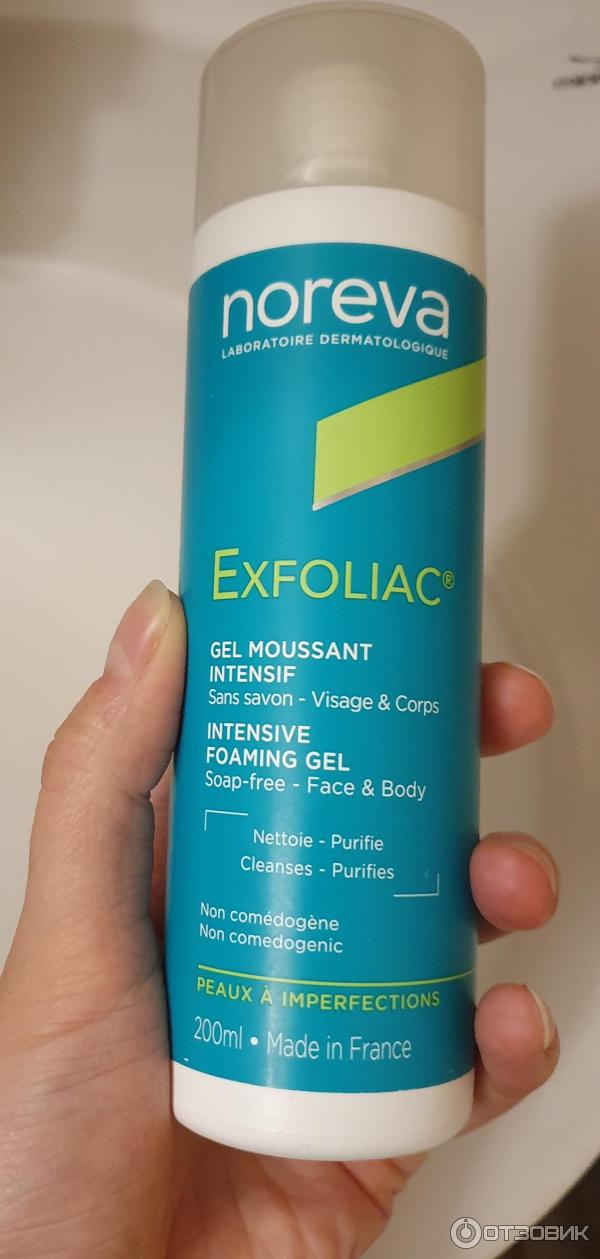 noreva
LABORATOIRE DERMATOLOGIQUE
EXFOLIAC®
GEL MOUSSANT
INTENSIF
Sans savon - Visage & Corps
INTENSIVE
FOAMING GEL
Soap-free - Face & Body
Nettoie - Purifie
Cleanses - Purifies
Non comédogène
Non comedogenic
PEAUX À IMPERFECTIONS
200ml • Made in France
ОТЗОВИК